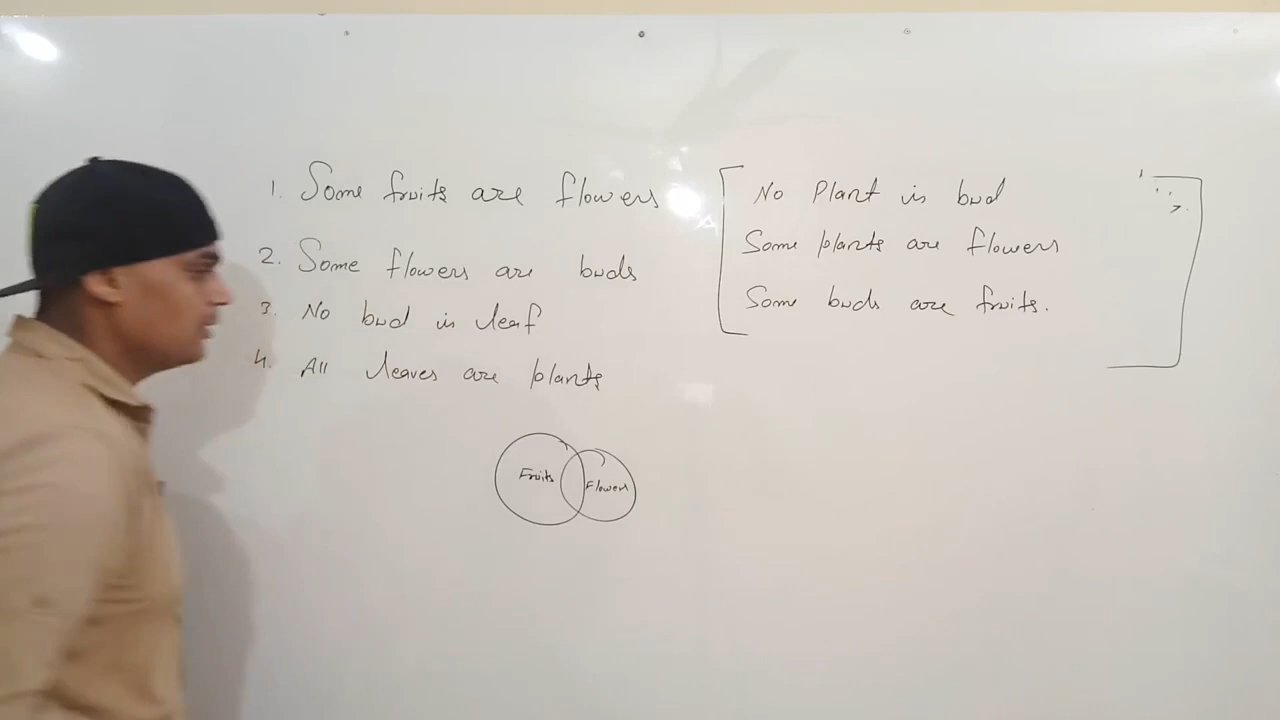 1. Some fruits are flowers
2. Some flowers are buds
3. No bud is leaf
4. All leaves are plants
No Plant is bud
Some plants are flowers
Some buds are fruits.
Fruits
Flowers